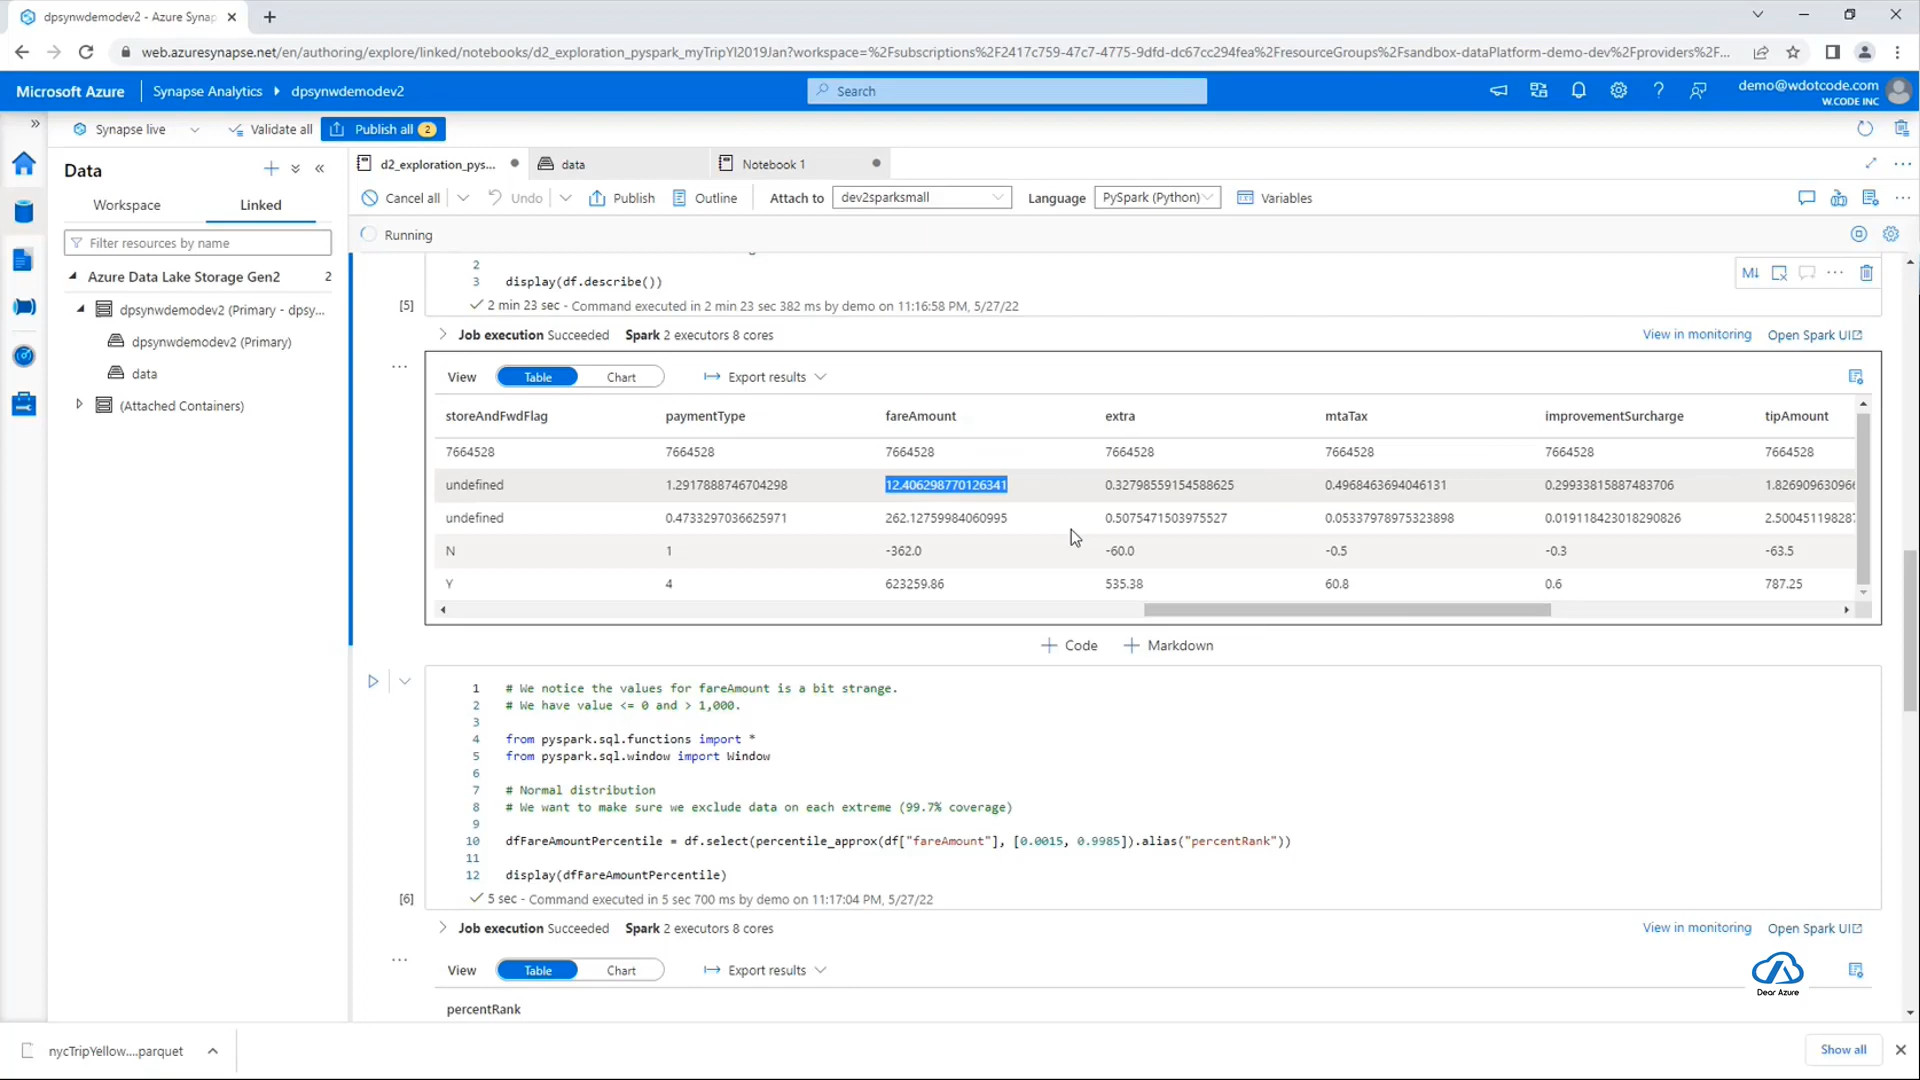 dpsynwdemodev2 - Azure Synap
web.azuresynapse.net/en/authoring/explore/linked/notebooks/d2_exploration_pyspark_myTripYl2019Jan?workspace=%2Fsubscriptions%2F2417c759-47c7-4775-9dfd-dc67cc294fea%2FresourceGroups%2Fsandbox-dataPlatform-demo-dev%2Fproviders%2F...
Microsoft Azure Synapse Analytics dpsynwdemodev2 Search demo@wdotcode.com
W.CODE INC
Synapse live Validate all Publish all 2
Data
Workspace Linked
Filter resources by name
Azure Data Lake Storage Gen2 2
dpsynwdemodev2 (Primary - dpsy...
dpsynwdemodev2 (Primary)
data
(Attached Containers)
d2_exploration_pys... data Notebook 1
Cancel all Undo Publish Outline Attach to dev2sparksmall Language PySpark (Python) Variables
Running
2
3 display(df.describe())
[5] 2 min 23 sec - Command executed in 2 min 23 sec 382 ms by demo on 11:16:58 PM, 5/27/22
Job execution Succeeded Spark 2 executors 8 cores View in monitoring Open Spark UI
View Table Chart Export results
storeAndFwdFlag paymentType fareAmount extra mtaTax improvementSurcharge tipAmount
7664528 7664528 7664528 7664528 7664528 7664528 7664528
undefined 1.2917888746704298 12.406298770126341 0.32798559154588625 0.4968463694046131 0.29933815887483706 1.82690963096
undefined 0.4733297036625971 262.12759984060995 0.5075471503975527 0.05337978975323898 0.019118423018290826 2.50045119828
N 1 -362.0 -60.0 -0.5 -0.3 -63.5
Y 4 623259.86 535.38 60.8 0.6 787.25
Code Markdown
1 # We notice the values for fareAmount is a bit strange.
2 # We have value <= 0 and > 1,000.
3
4 from pyspark.sql.functions import *
5 from pyspark.sql.window import Window
6
7 # Normal distribution
8 # We want to make sure we exclude data on each extreme (99.7% coverage)
9
10 dfFareAmountPercentile = df.select(percentile_approx(df["fareAmount"], [0.0015, 0.9985]).alias("percentRank"))
11
12 display(dfFareAmountPercentile)
[6] 5 sec - Command executed in 5 sec 700 ms by demo on 11:17:04 PM, 5/27/22
Job execution Succeeded Spark 2 executors 8 cores View in monitoring Open Spark UI
View Table Chart Export results
Dear Azure
percentRank
nycTripYellow....parquet Show all